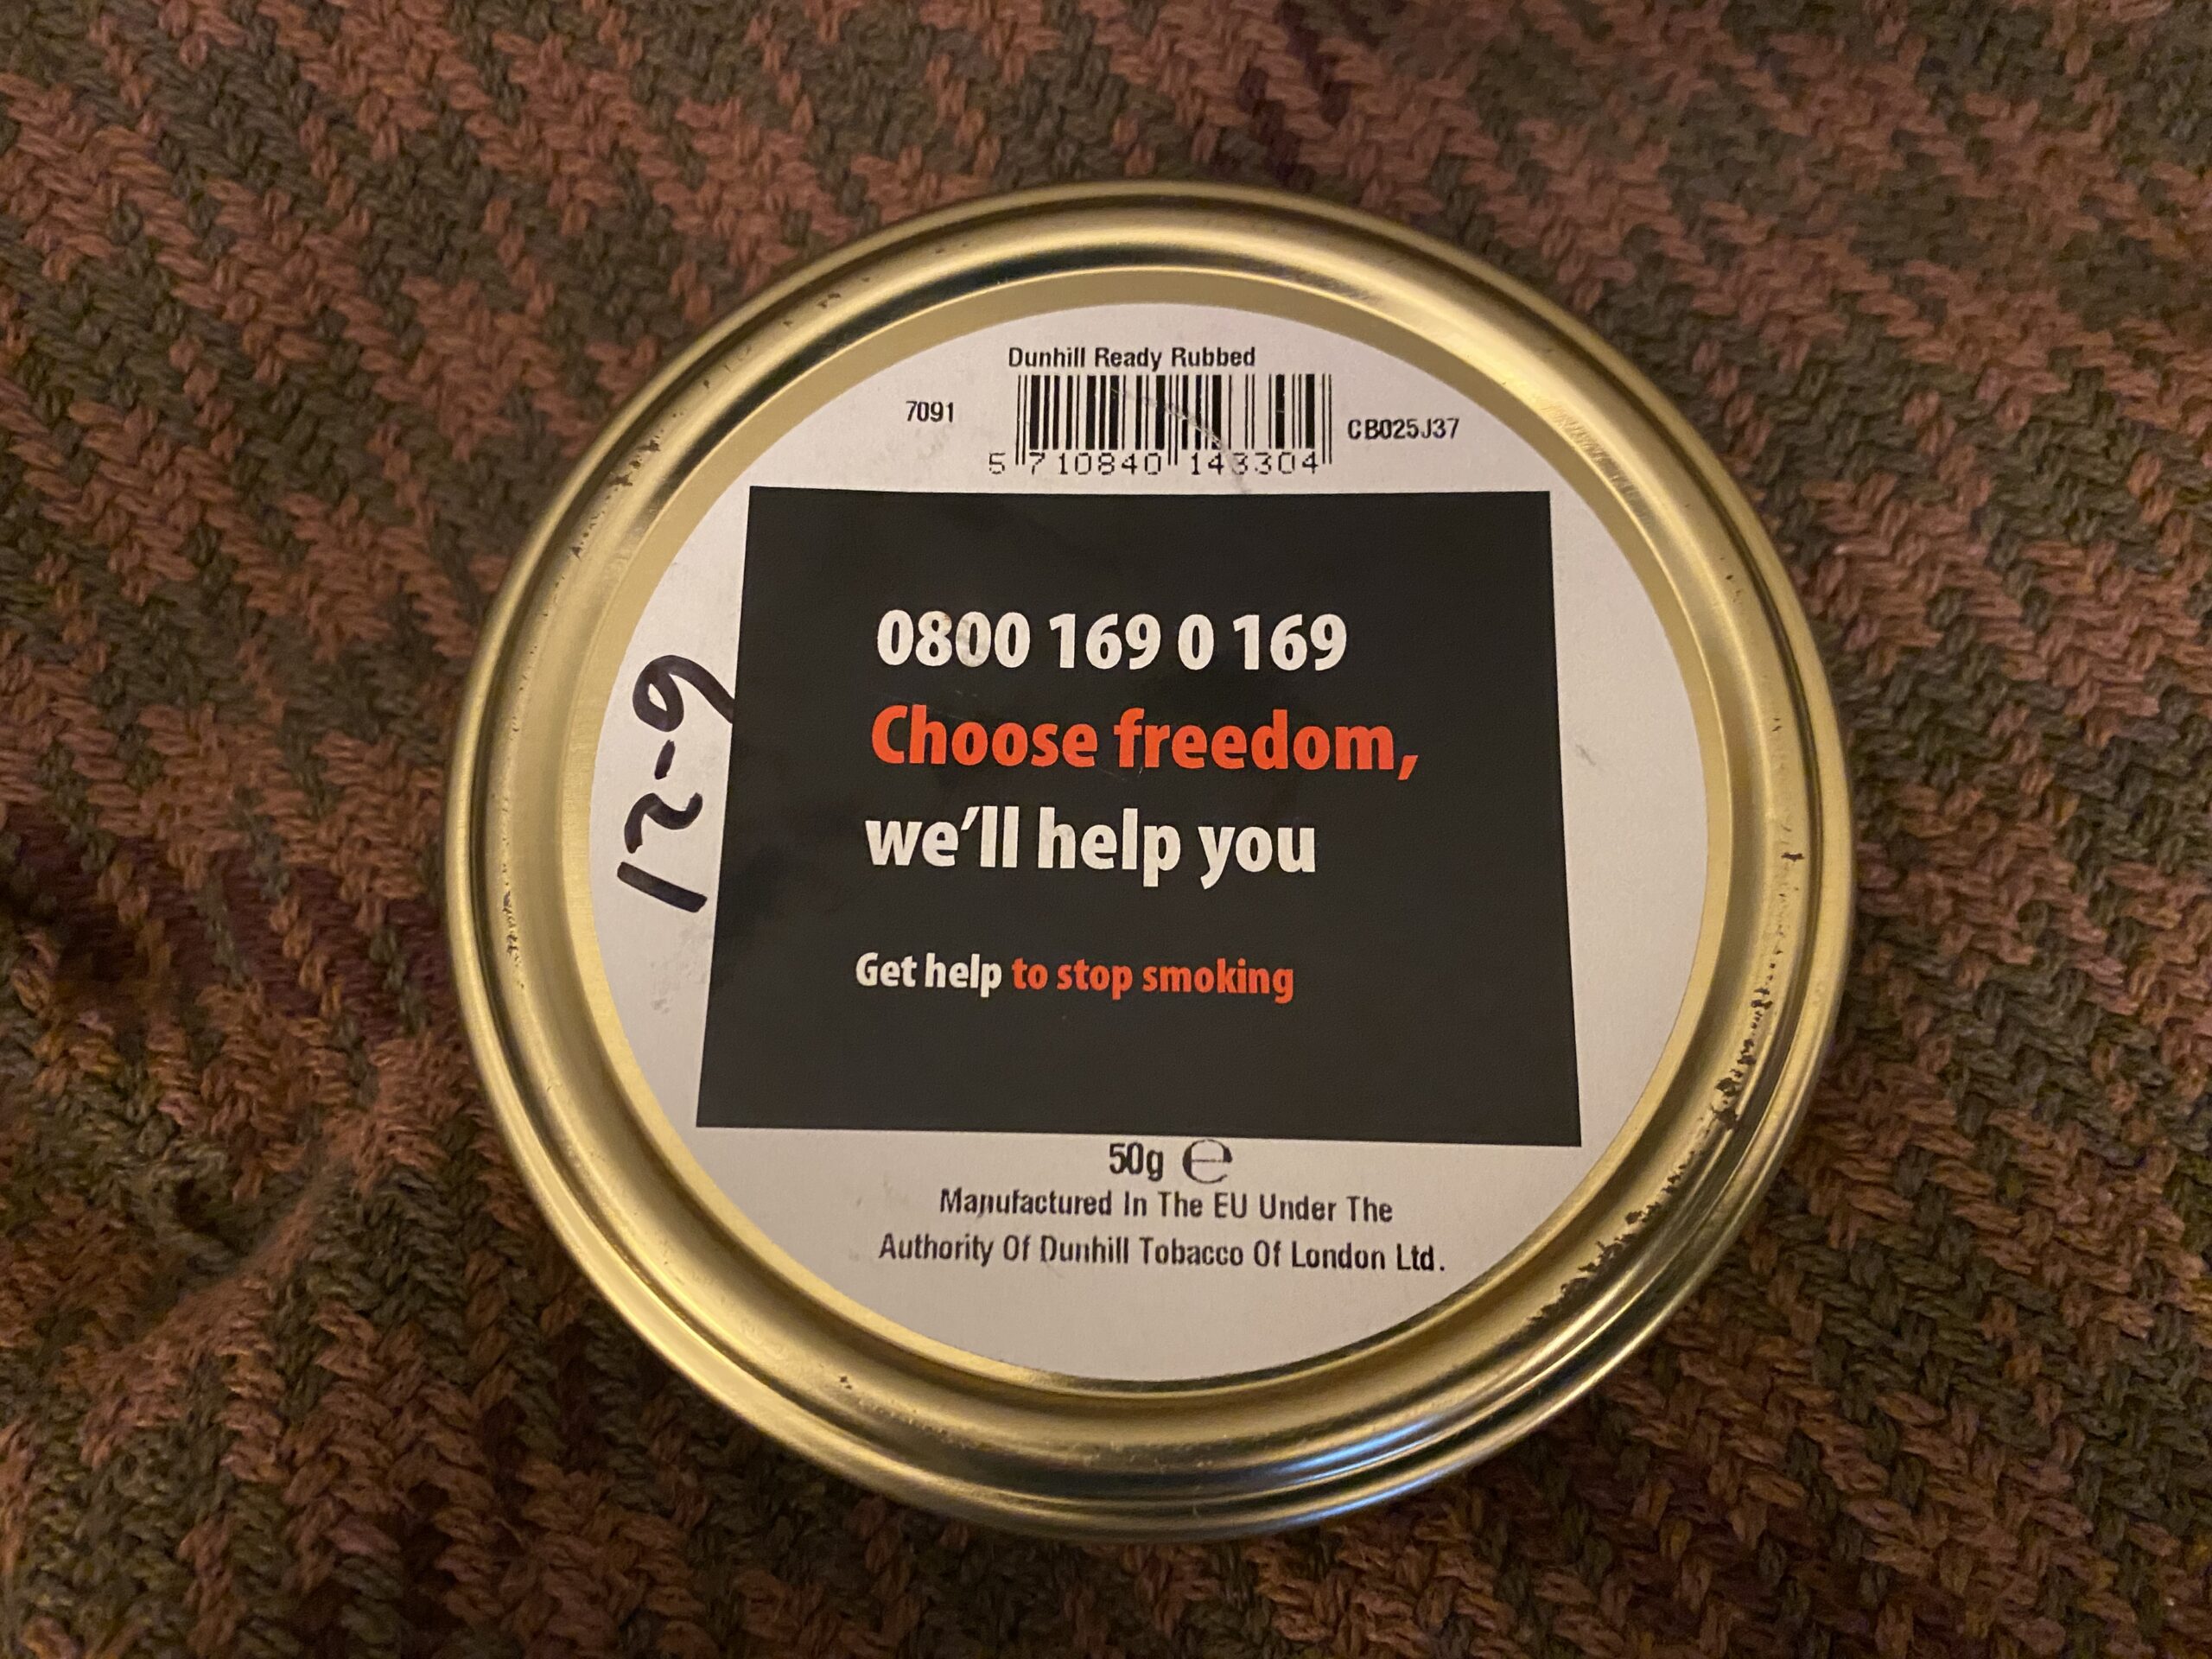 Dunhill Ready Rubbed
7091
CB025J37
5 710840 143304
0800 169 0 169
Choose freedom,
we'll help you
Get help to stop smoking
12-9
50g ℮
Manufactured In The EU Under The
Authority Of Dunhill Tobacco Of London Ltd.